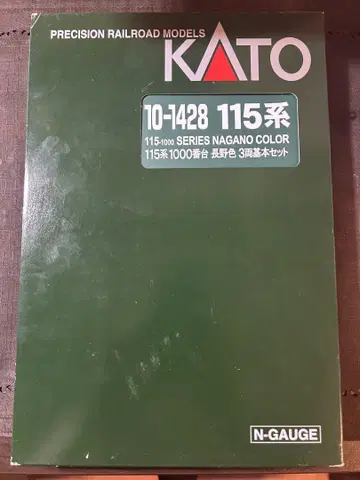 PRECISION RAILROAD MODELS
KATO
10-1428 115系
115-1000 SERIES NAGANO COLOR
115系1000番台 長野色 3両基本セット
N-GAUGE